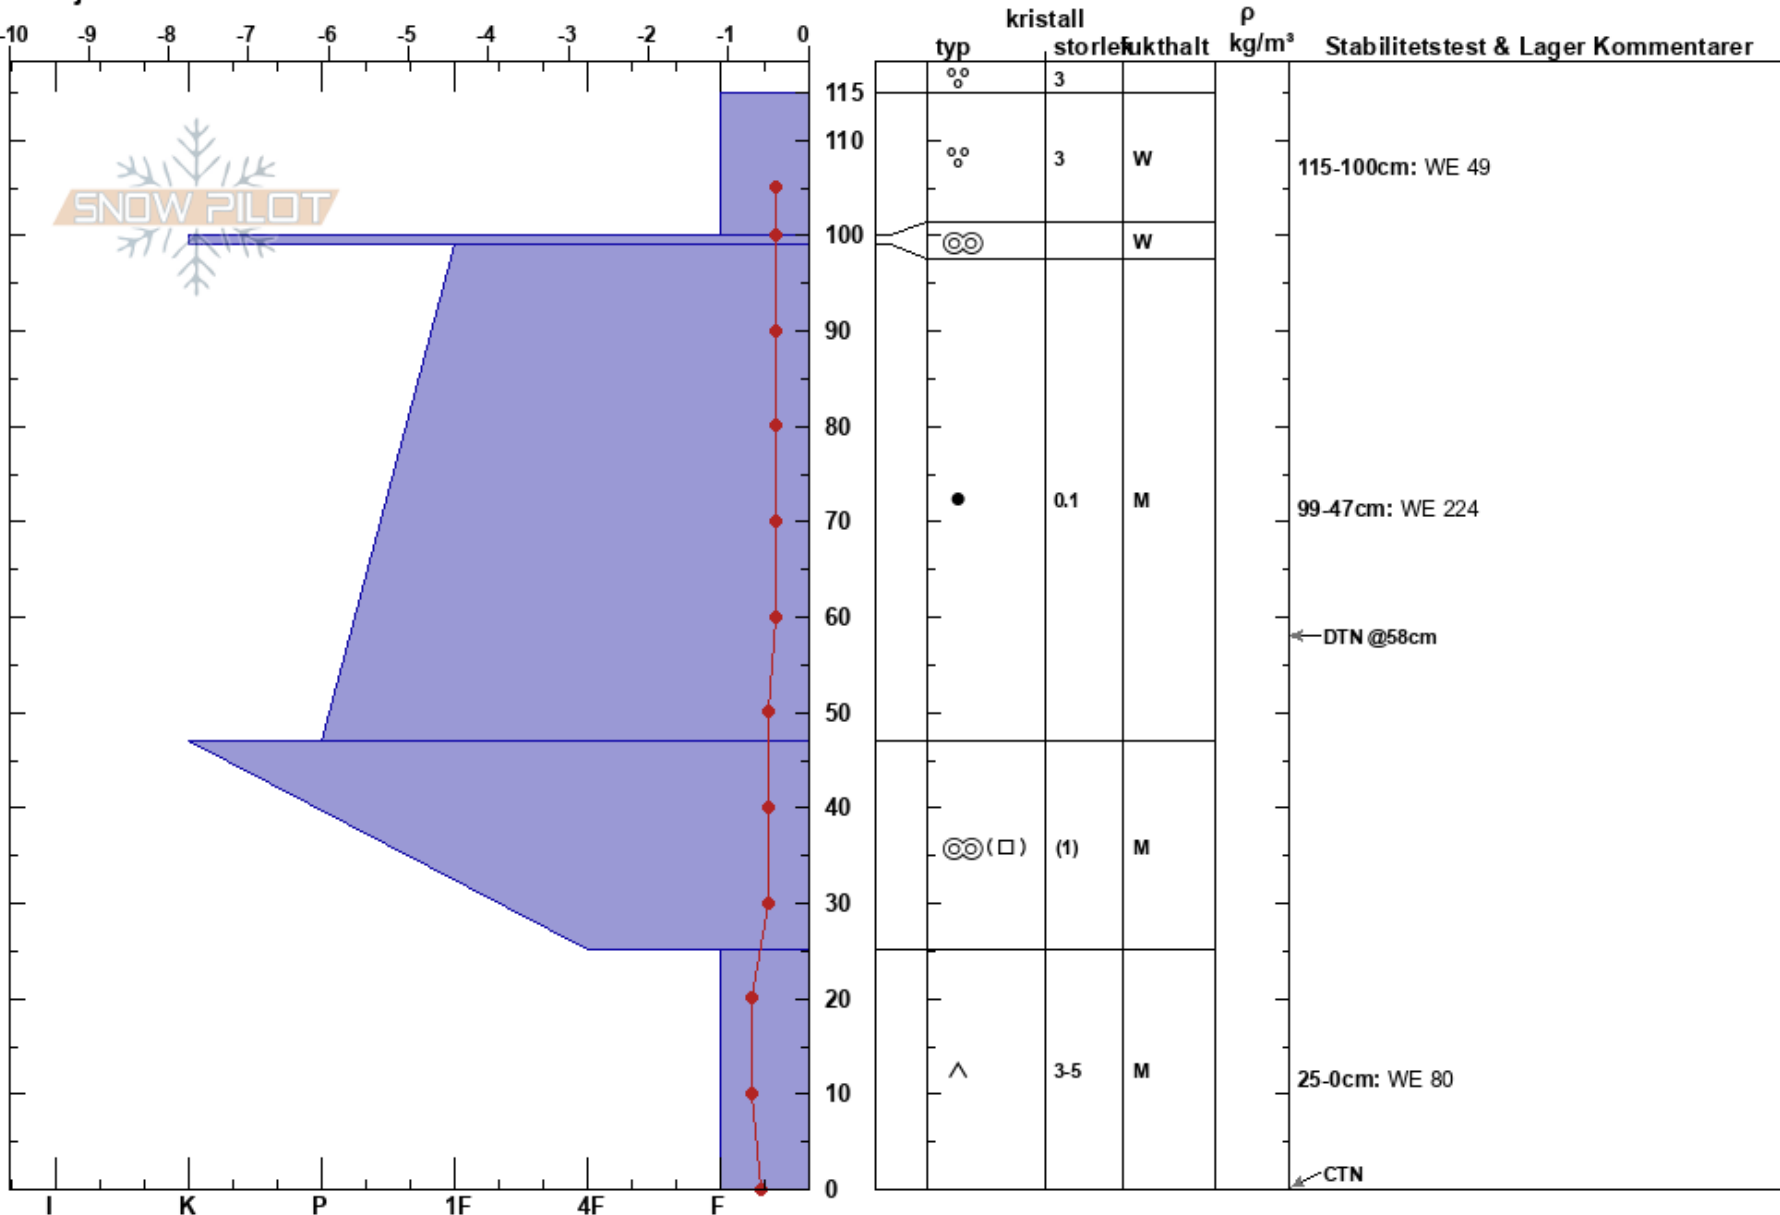 kristall ρ
-10 -9 -8 -7 -6 -5 -4 -3 -2 -1 0 typ storlek fukthalt kg/m³ Stabilitetstest & Lager Kommentarer
3
115
110
3 W 115-100cm: WE 49
SNOW PILOT
100 W
90
80
0.1 M 99-47cm: WE 224
70
60
DTN @58cm
50
40
(1) M
30
20
3-5 M 25-0cm: WE 80
10
CTN
0
I K P 1F 4F F